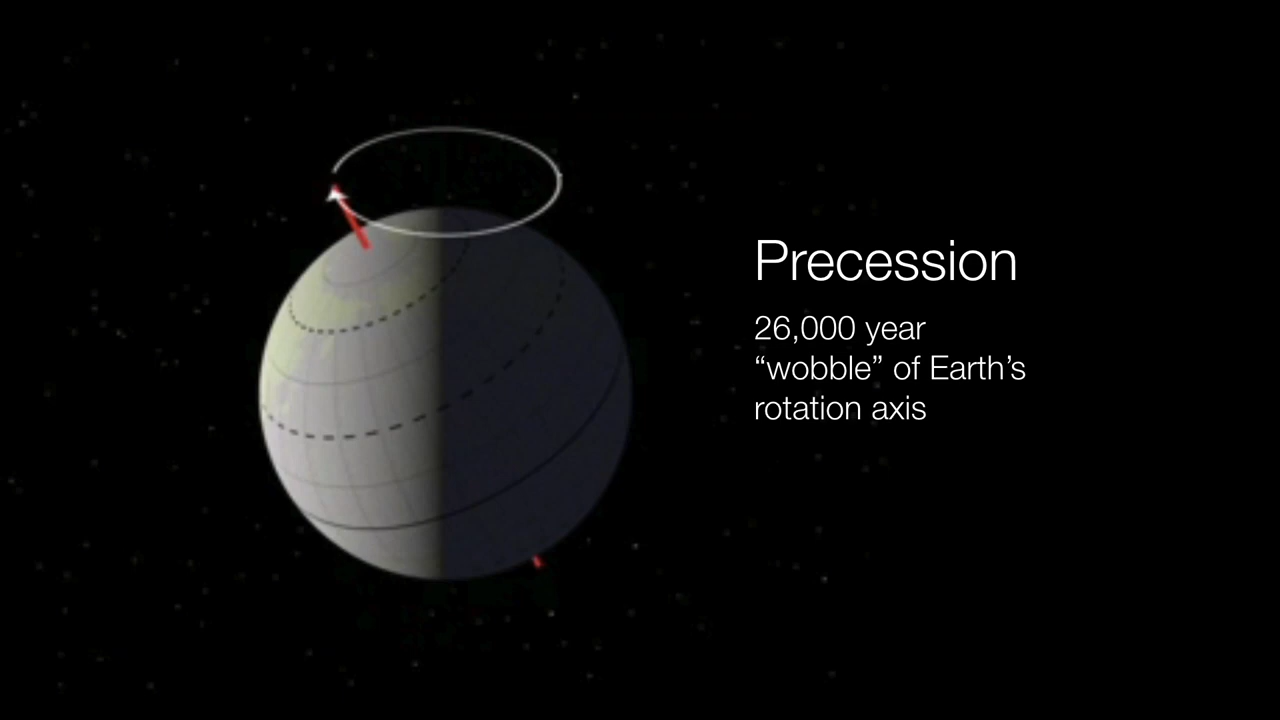 Precession
26,000 year
“wobble” of Earth’s
rotation axis